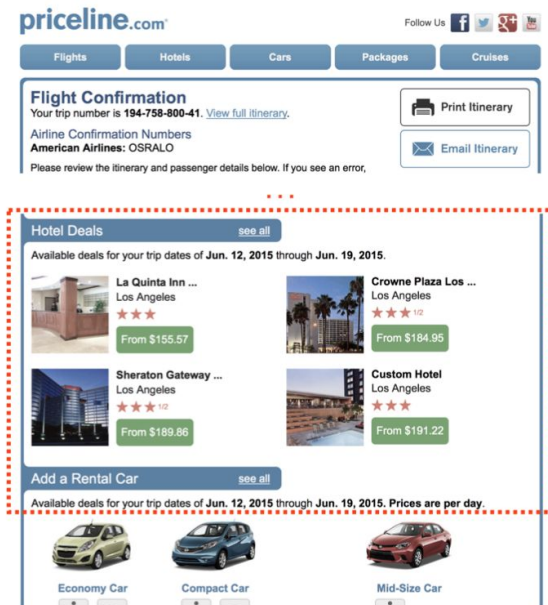 priceline.com
Follow Us
Flights Hotels Cars Packages Cruises
Flight Confirmation
Your trip number is 194-758-800-41. View full itinerary.
Print Itinerary
Airline Confirmation Numbers
American Airlines: OSRALO
Email Itinerary
Please review the itinerary and passenger details below. If you see an error,
...
Hotel Deals see all
Available deals for your trip dates of Jun. 12, 2015 through Jun. 19, 2015.
La Quinta Inn ...
Los Angeles
From $155.57
Crowne Plaza Los ...
Los Angeles
1/2
From $184.95
Sheraton Gateway ...
Los Angeles
1/2
From $189.86
Custom Hotel
Los Angeles
From $191.22
Add a Rental Car see all
Available deals for your trip dates of Jun. 12, 2015 through Jun. 19, 2015. Prices are per day.
Economy Car Compact Car Mid-Size Car